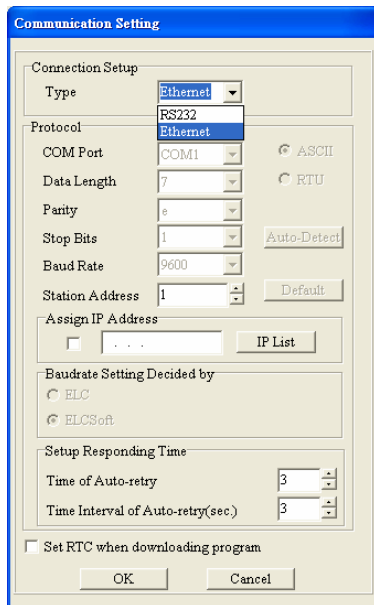 Communication Setting
Connection Setup
Type Ethernet
RS232
Ethernet
Protocol
COM Port COM1 ASCII
Data Length 7 RTU
Parity e
Stop Bits 1 Auto-Detect
Baud Rate 9600
Station Address 1 Default
Assign IP Address
. . . IP List
Baudrate Setting Decided by
ELC
ELCSoft
Setup Responding Time
Time of Auto-retry 3
Time Interval of Auto-retry(sec.) 3
Set RTC when downloading program
OK Cancel